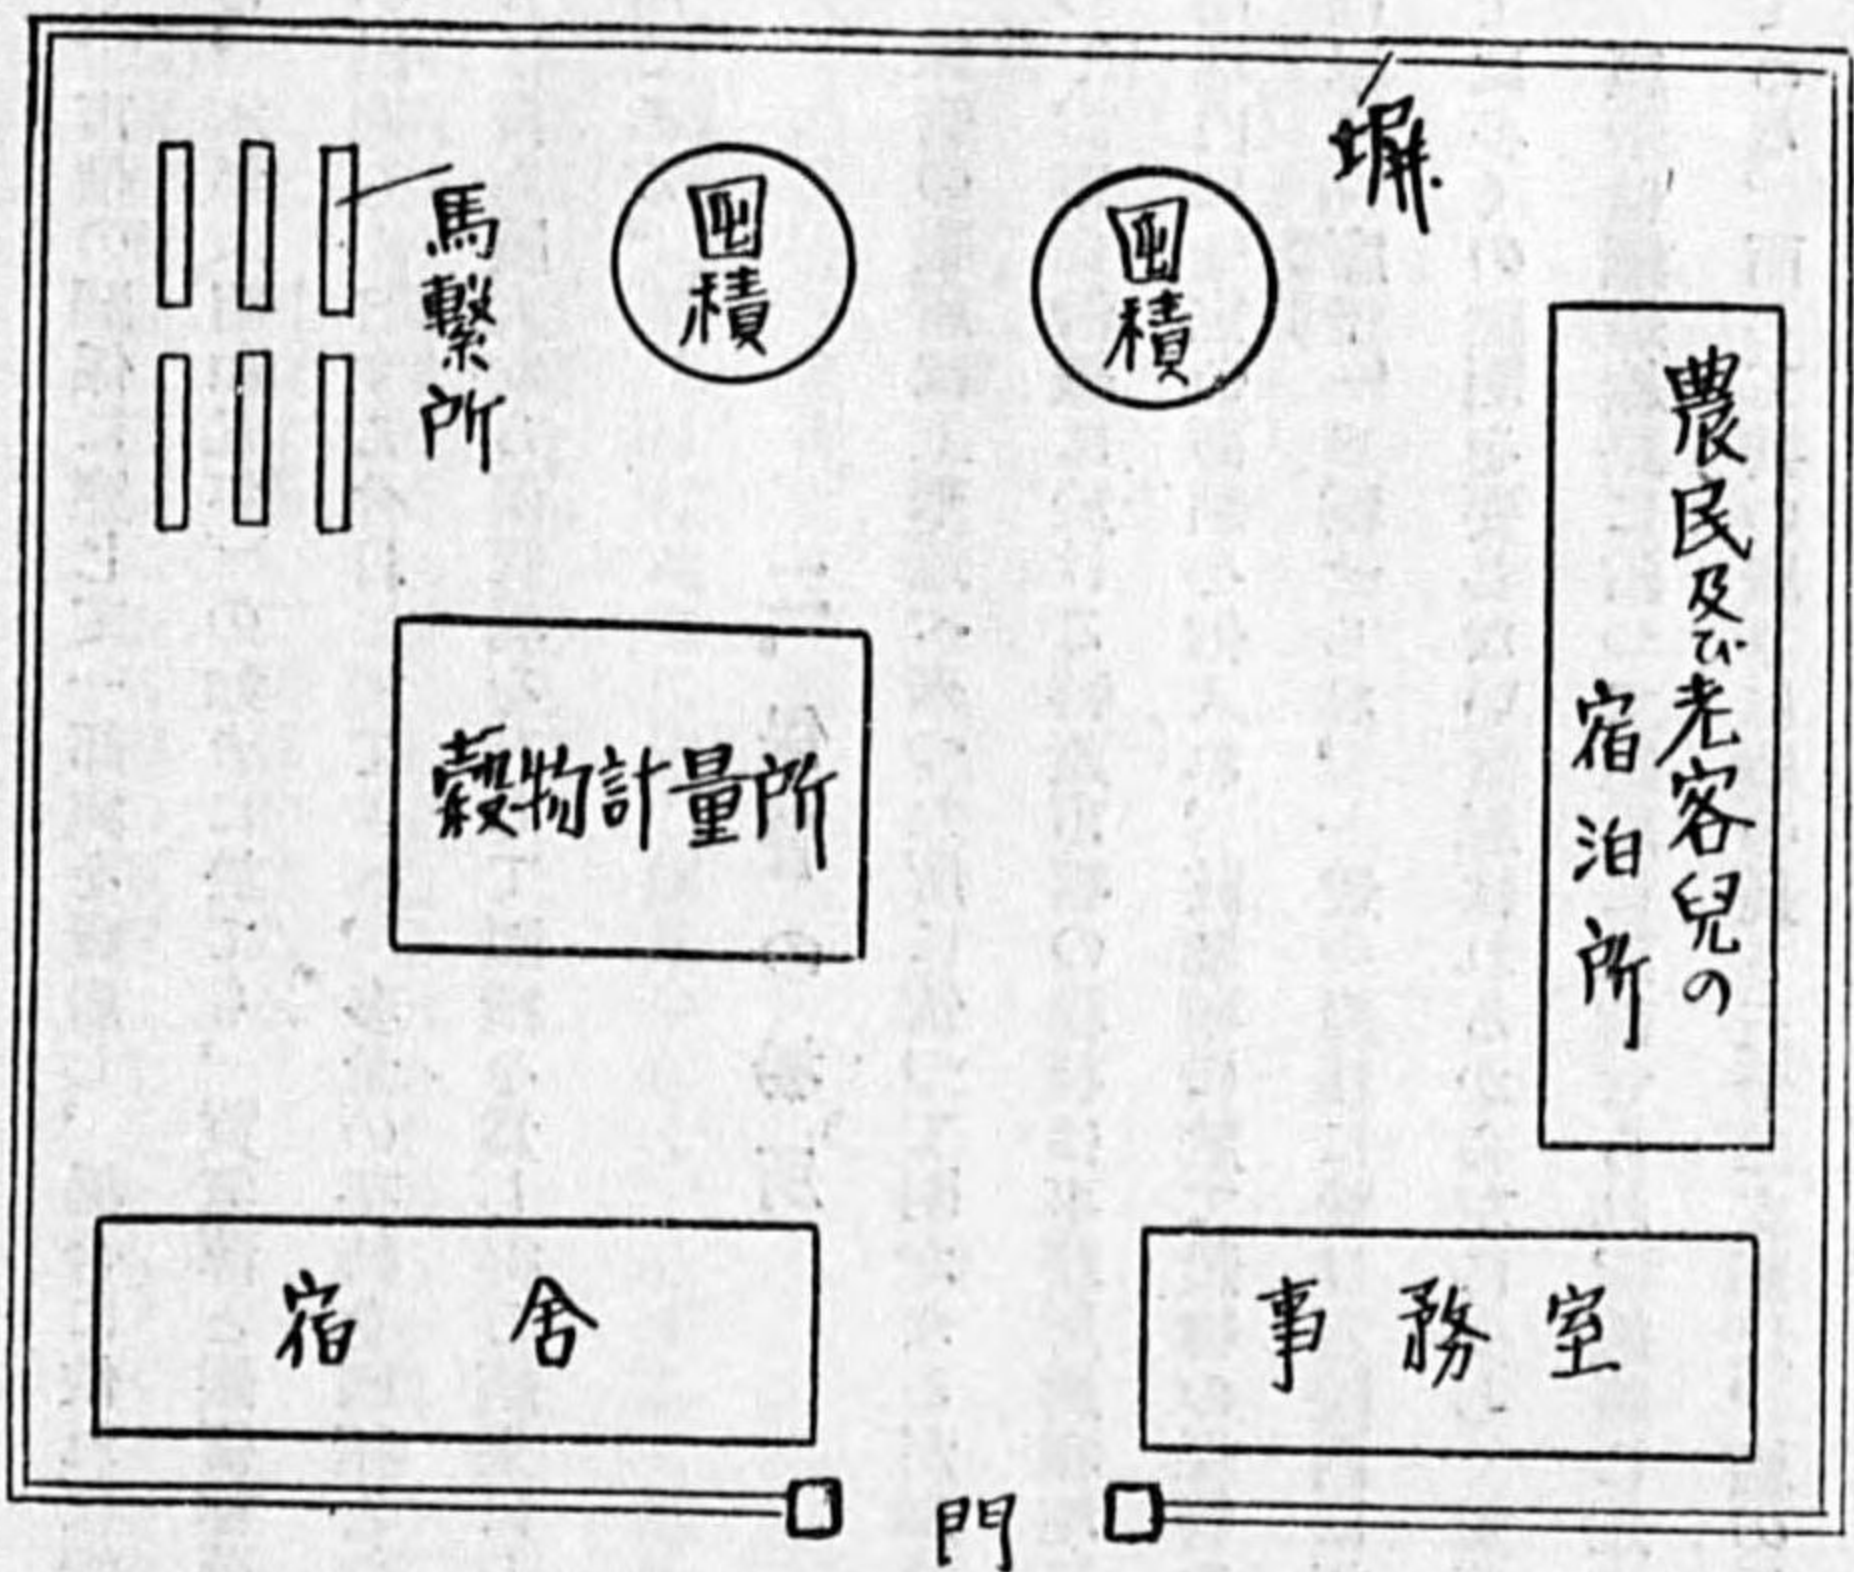 塀
馬繋所
囤積
囤積
農民及び老客兒の
宿泊所
穀物計量所
宿舎
事務室
門